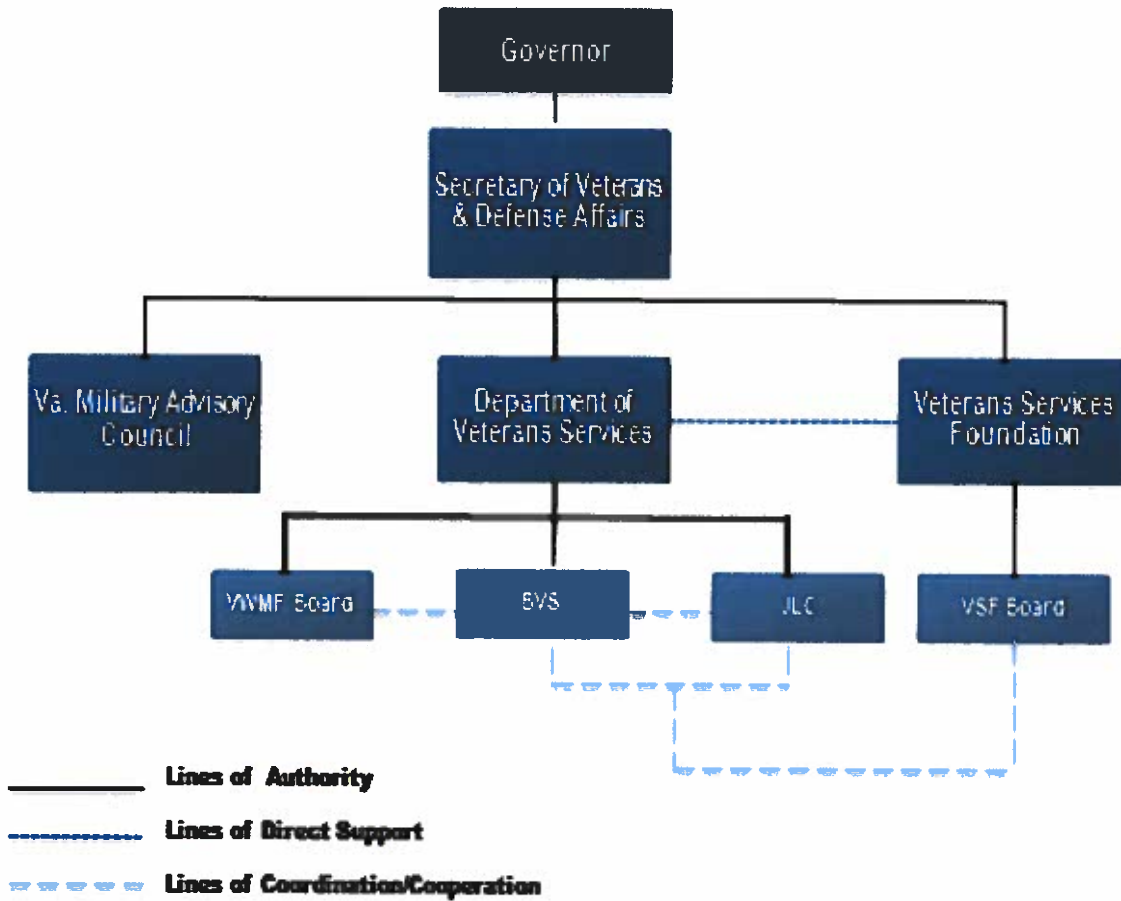 Governor
Secretary of Veterans
& Defense Affairs
Va. Military Advisory
Council
Department of
Veterans Services
Veterans Services
Foundation
VWMF Board
BVS
JLC
VSF Board
Lines of Authority
Lines of Direct Support
Lines of Coordination/Cooperation